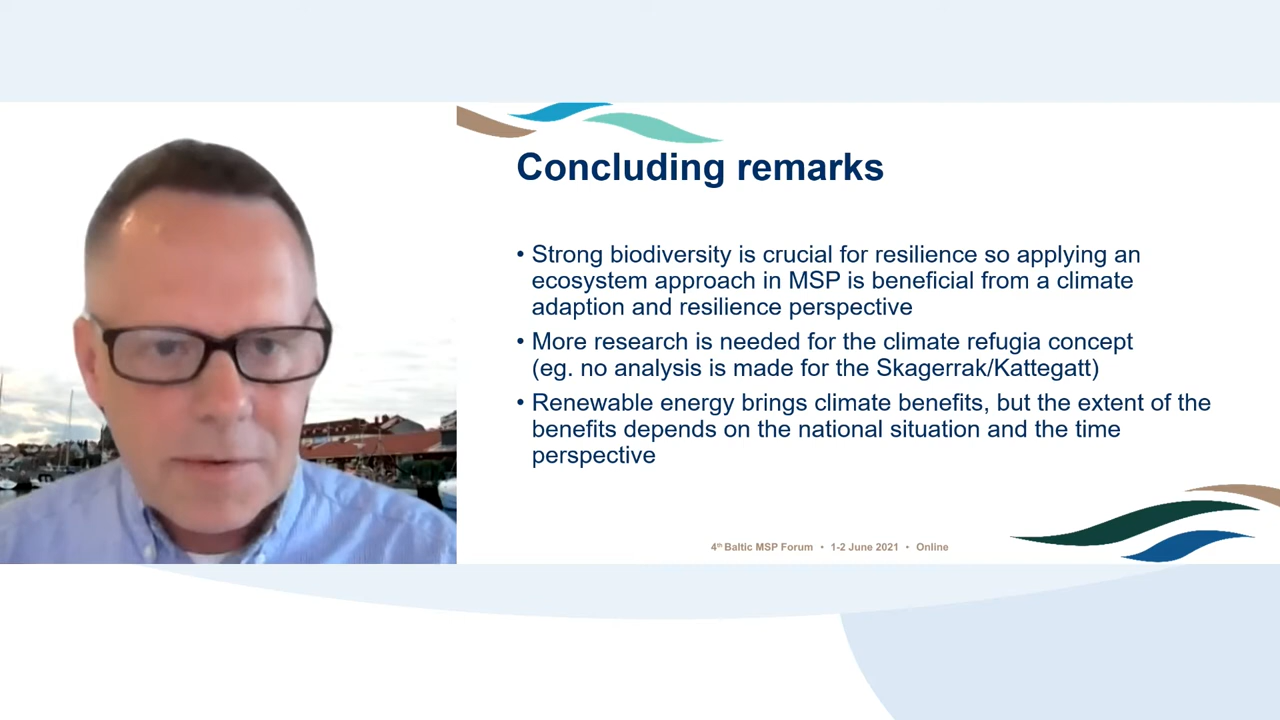 Concluding remarks
• Strong biodiversity is crucial for resilience so applying an
ecosystem approach in MSP is beneficial from a climate
adaption and resilience perspective
• More research is needed for the climate refugia concept
(eg. no analysis is made for the Skagerrak/Kattegatt)
• Renewable energy brings climate benefits, but the extent of the
benefits depends on the national situation and the time
perspective
4th Baltic MSP Forum • 1-2 June 2021 • Online